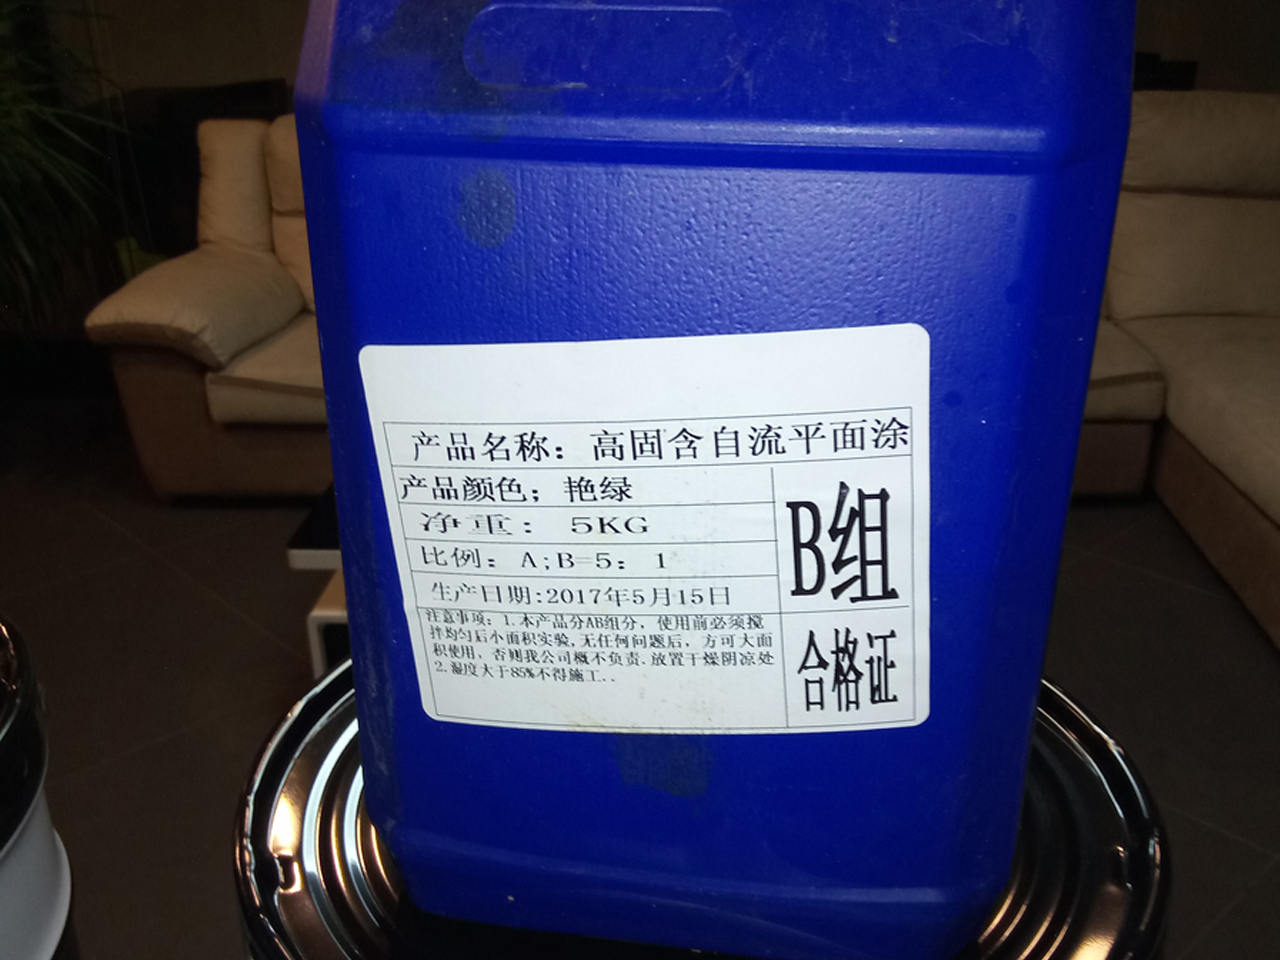 产品名称：高固含自流平面涂
产品颜色；艳绿
净重：5KG
比例：A;B=5：1
生产日期:2017年5月15日
B组
注意事项：1.本产品分AB组分，使用前必须搅
拌均匀后小面积实验,无任何问题后，方可大面
积使用，否则我公司概不负责.放置干燥阴凉处
2.湿度大于85%不得施工..
合格证